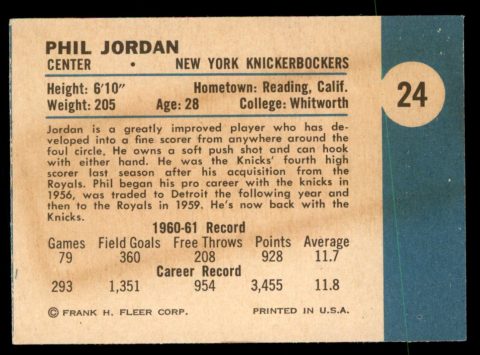 PHIL JORDAN
CENTER • NEW YORK KNICKERBOCKERS
Height: 6'10" Hometown: Reading, Calif.
Weight: 205 Age: 28 College: Whitworth
24
Jordan is a greatly improved player who has de-
veloped into a fine scorer from anywhere around the
foul circle. He owns a soft push shot and can hook
with either hand. He was the Knicks' fourth high
scorer last season after his acquisition from the
Royals. Phil began his pro career with the knicks in
1956, was traded to Detroit the following year and
then to the Royals in 1959. He's now back with the
Knicks.
1960-61 Record
Games Field Goals Free Throws Points Average
79 360 208 928 11.7
Career Record
293 1,351 954 3,455 11.8
© FRANK H. FLEER CORP. PRINTED IN U.S.A.